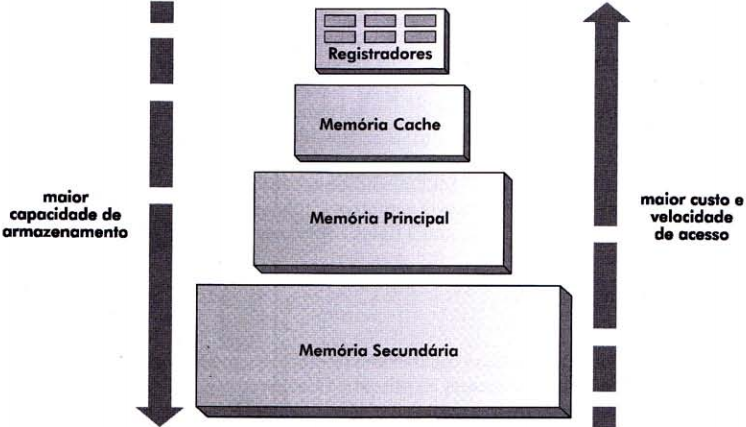 Registradores
Memória Cache
maior
capacidade de
armazenamento
Memória Principal
maior custo e
velocidade
de acesso
Memória Secundária